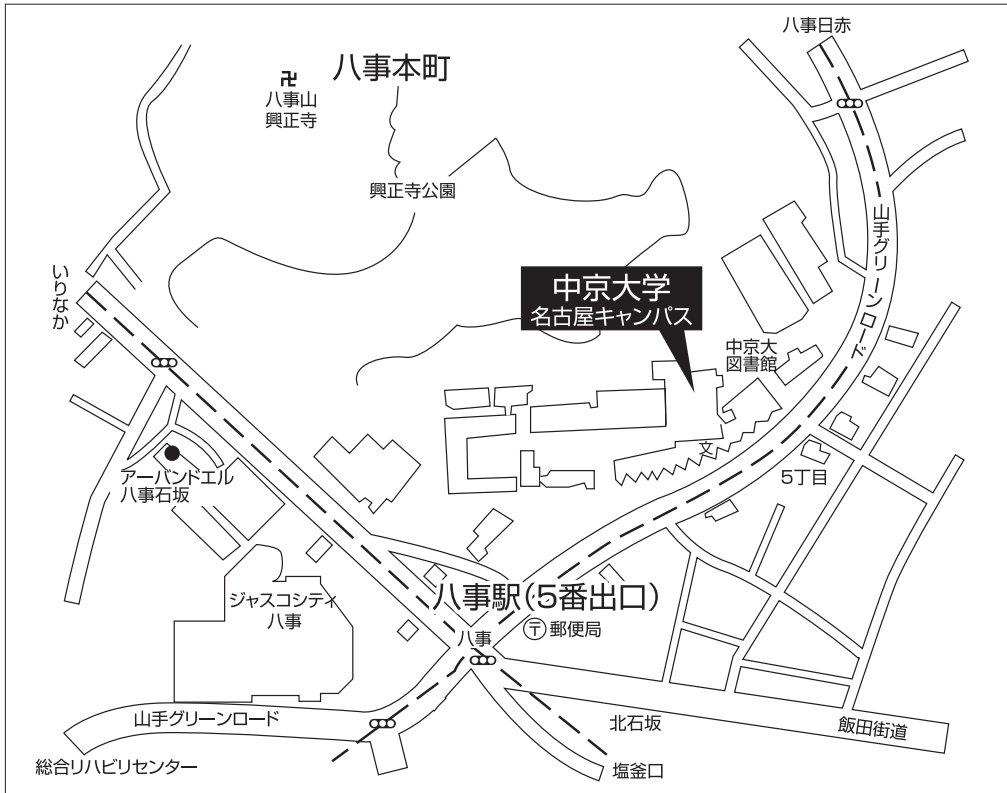 八事日赤
八事本町
卍
八事山
興正寺
興正寺公園
山手グリーンロード
いりなか
中京大学
名古屋キャンパス
中京大
図書館
文
アーバンドエル
八事石坂
5丁目
ジャスコシティ
八事
八事駅(5番出口)
〒郵便局
八事
山手グリーンロード
北石坂
飯田街道
総合リハビリセンター
塩釜口